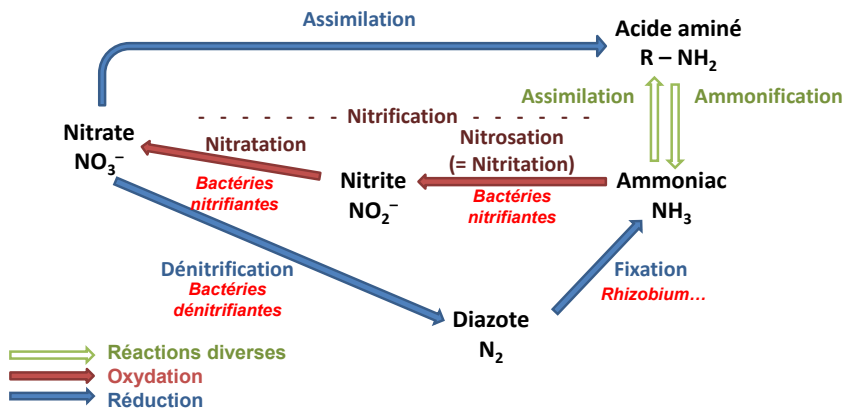 Assimilation
Acide aminé
R – NH₂
Assimilation
Ammonification
- - - - - - - Nitrification - - - - - - -
Nitrate
NO₃⁻
Nitratation
Bactéries
nitrifiantes
Nitrite
NO₂⁻
Nitrosation
(= Nitritation)
Bactéries
nitrifiantes
Ammoniac
NH₃
Dénitrification
Bactéries
dénitrifiantes
Fixation
Rhizobium…
Diazote
N₂
Réactions diverses
Oxydation
Réduction